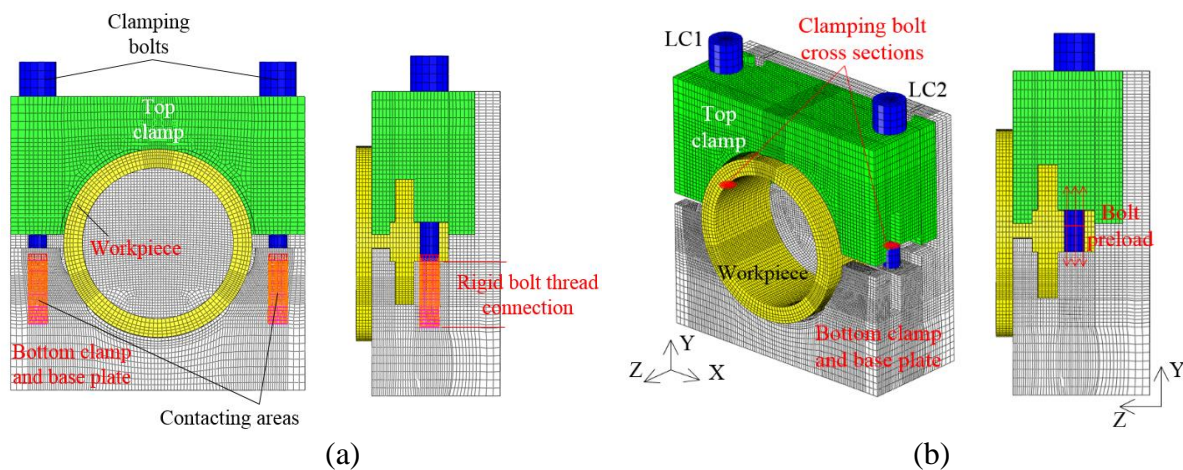 Clamping
bolts
Top
clamp
Workpiece
Bottom clamp
and base plate
Contacting areas
Rigid bolt thread
connection
(a)
LC1
Clamping bolt
cross sections
LC2
Top
clamp
Workpiece
Bottom clamp
and base plate
Y
Z
X
Bolt
preload
Y
Z
(b)